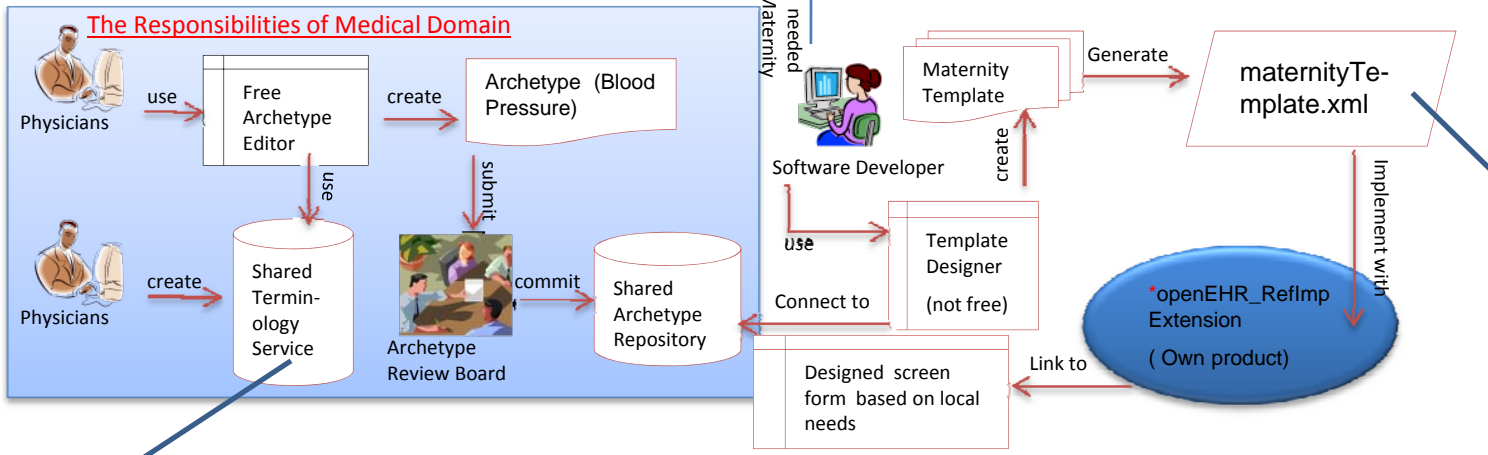 The Responsibilities of Medical Domain
Physicians
use
Free
Archetype
Editor
create
Archetype (Blood
Pressure)
use
submit
Physicians
create
Shared
Termin-
ology
Service
Archetype
Review Board
commit
Shared
Archetype
Repository
needed
Maternity
Software Developer
use
Template
Designer
(not free)
Connect to
create
Maternity
Template
Generate
maternityTe-
mplate.xml
Implement with
*openEHR_RefImp
Extension
( Own product)
Link to
Designed screen
form based on local
needs